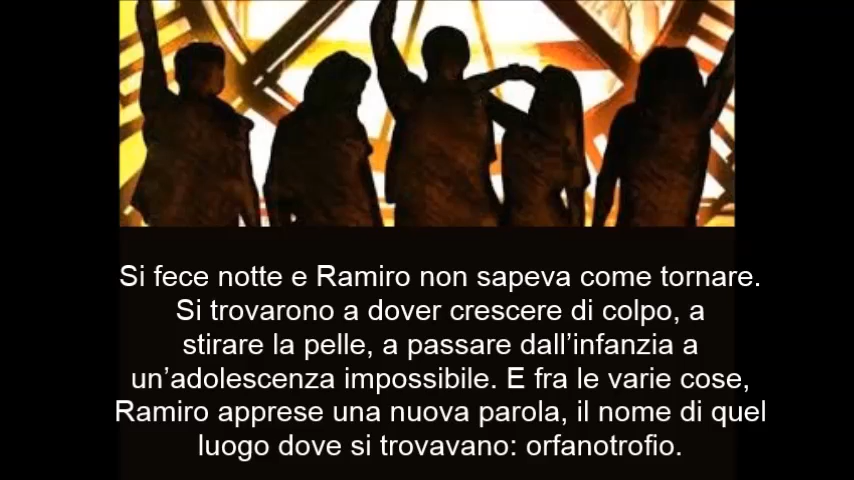 Si fece notte e Ramiro non sapeva come tornare.
Si trovarono a dover crescere di colpo, a
stirare la pelle, a passare dall’infanzia a
un’adolescenza impossibile. E fra le varie cose,
Ramiro apprese una nuova parola, il nome di quel
luogo dove si trovavano: orfanotrofio.